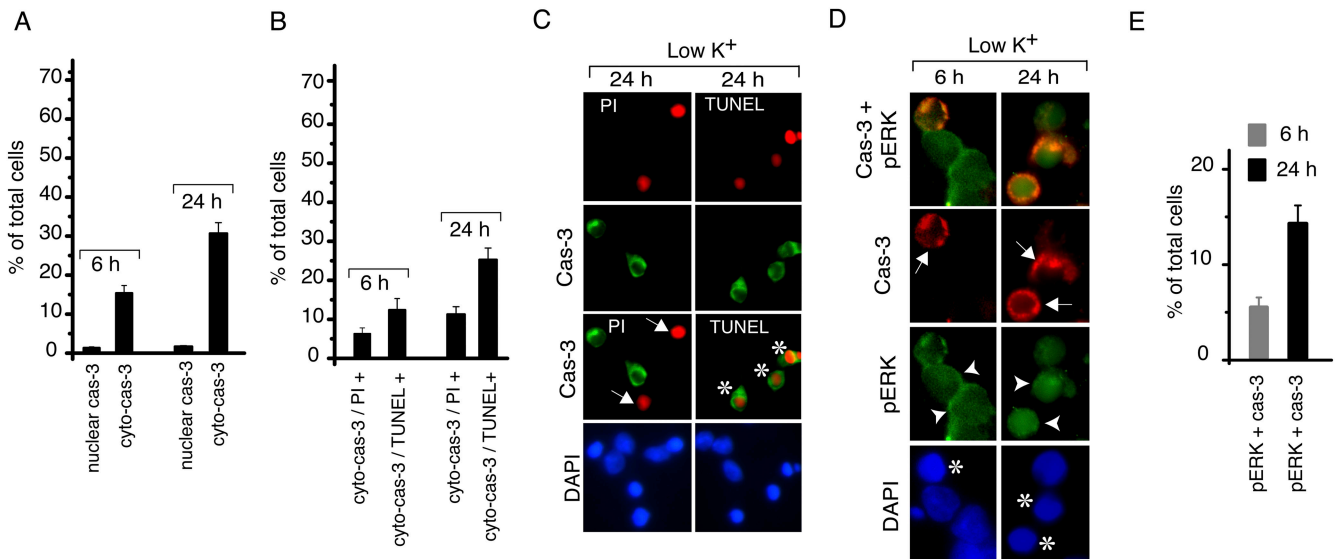 A
% of total cells
70
60
50
40
30
20
10
0
6 h
24 h
nuclear cas-3
cyto-cas-3
nuclear cas-3
cyto-cas-3
B
% of total cells
70
60
50
40
30
20
10
0
6 h
24 h
cyto-cas-3 / PI +
cyto-cas-3 / TUNEL +
cyto-cas-3 / PI +
cyto-cas-3 / TUNEL+
C
Low K+
24 h 24 h
PI TUNEL
Cas-3
Cas-3
PI TUNEL
* * *
DAPI
D
Low K+
6 h 24 h
Cas-3 +
pERK
Cas-3
pERK
DAPI
* * *
E
6 h
24 h
% of total cells
20
10
0
pERK + cas-3
pERK + cas-3